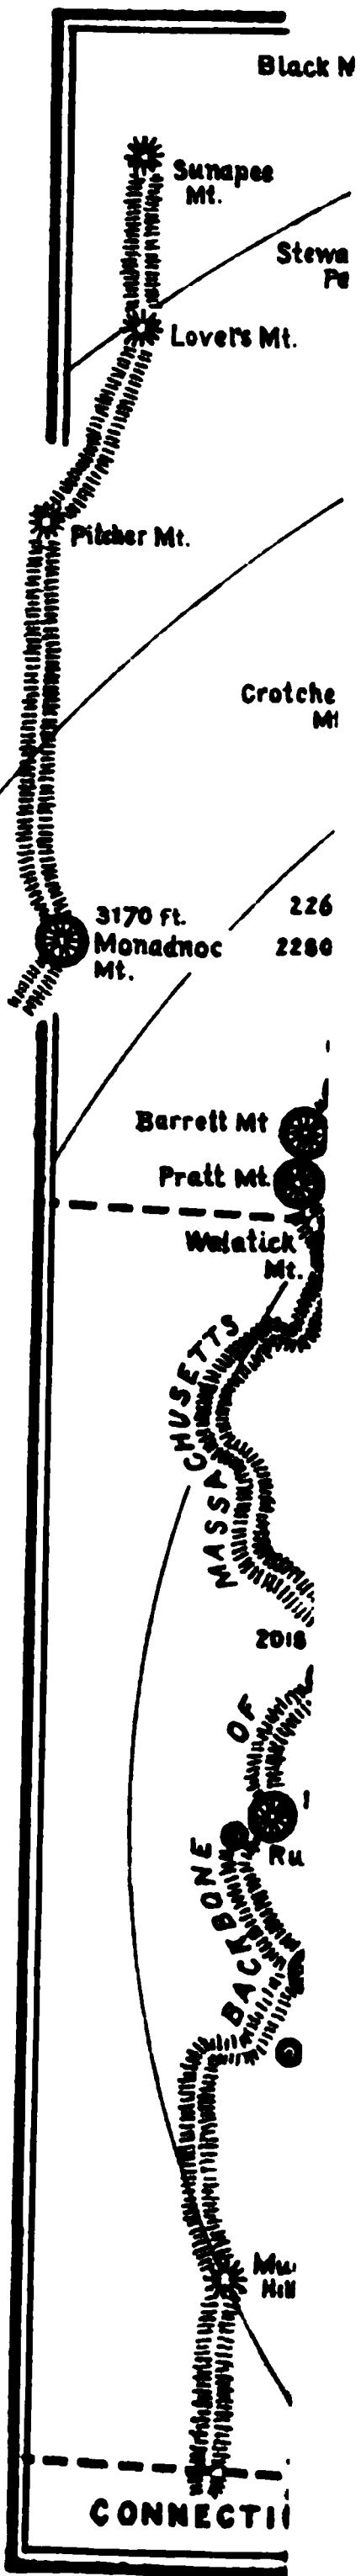 Black M
Sunapee
Mt.
Stewa
Pe
Lovel's Mt.
Pitcher Mt.
Crotche
Mt
3170 ft.
Monadnoc
Mt.
226
2280
Barrett Mt
Pratt Mt.
Watatick
Mt.
BACKBONE OF MASSACHUSETTS
2018
Ru
Mu
Hill
CONNECTI